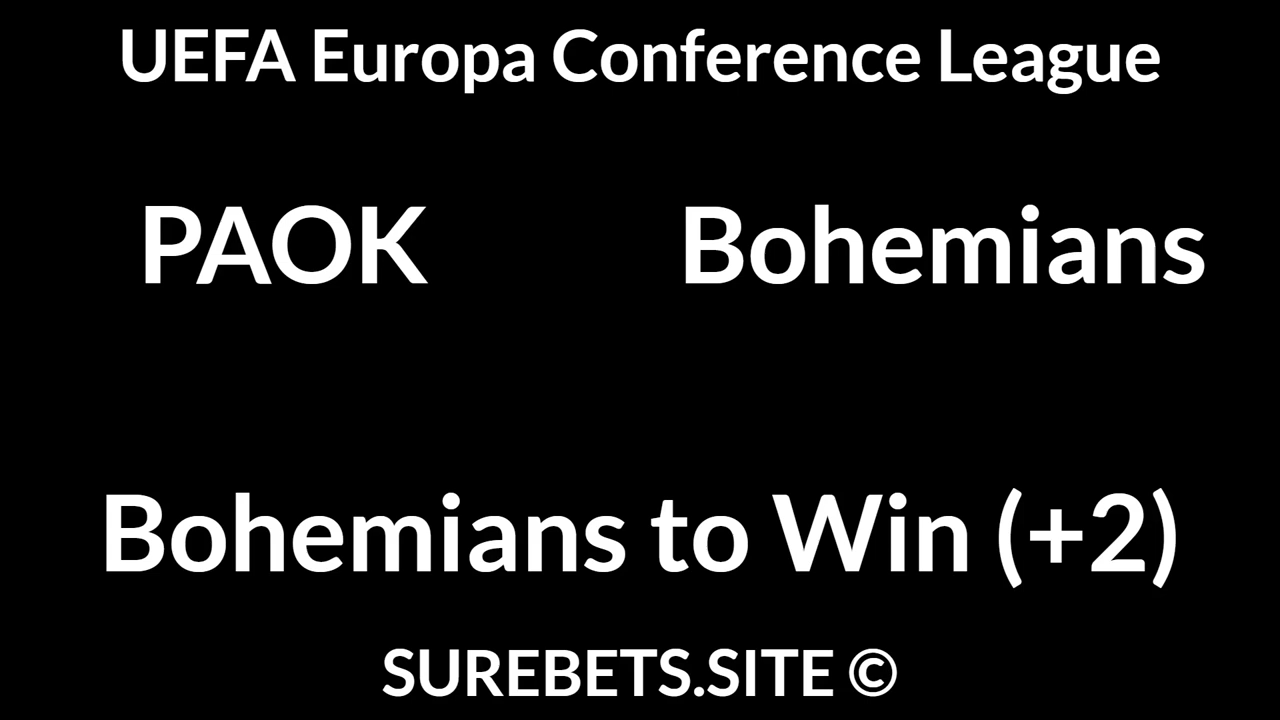 UEFA Europa Conference League
PAOK Bohemians
Bohemians to Win (+2)
SUREBETS.SITE ©